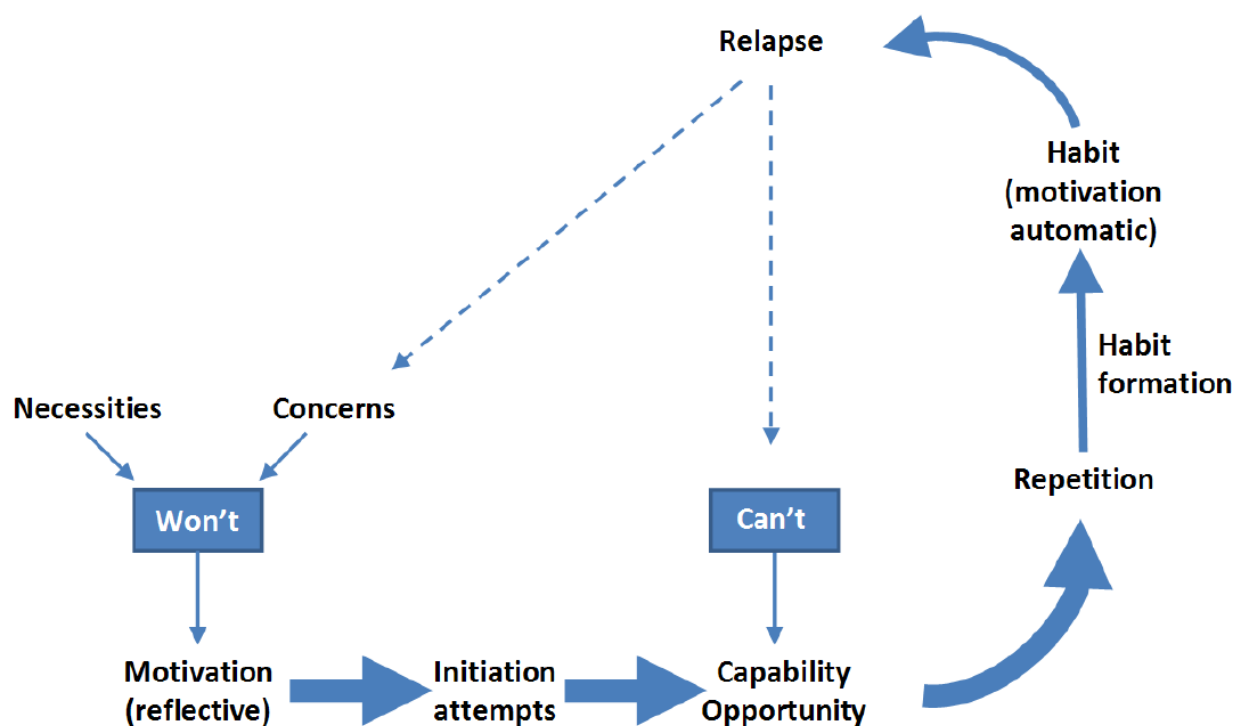 Relapse
Habit
(motivation
automatic)
Habit
formation
Necessities
Concerns
Repetition
Won’t
Can’t
Motivation
(reflective)
Initiation
attempts
Capability
Opportunity